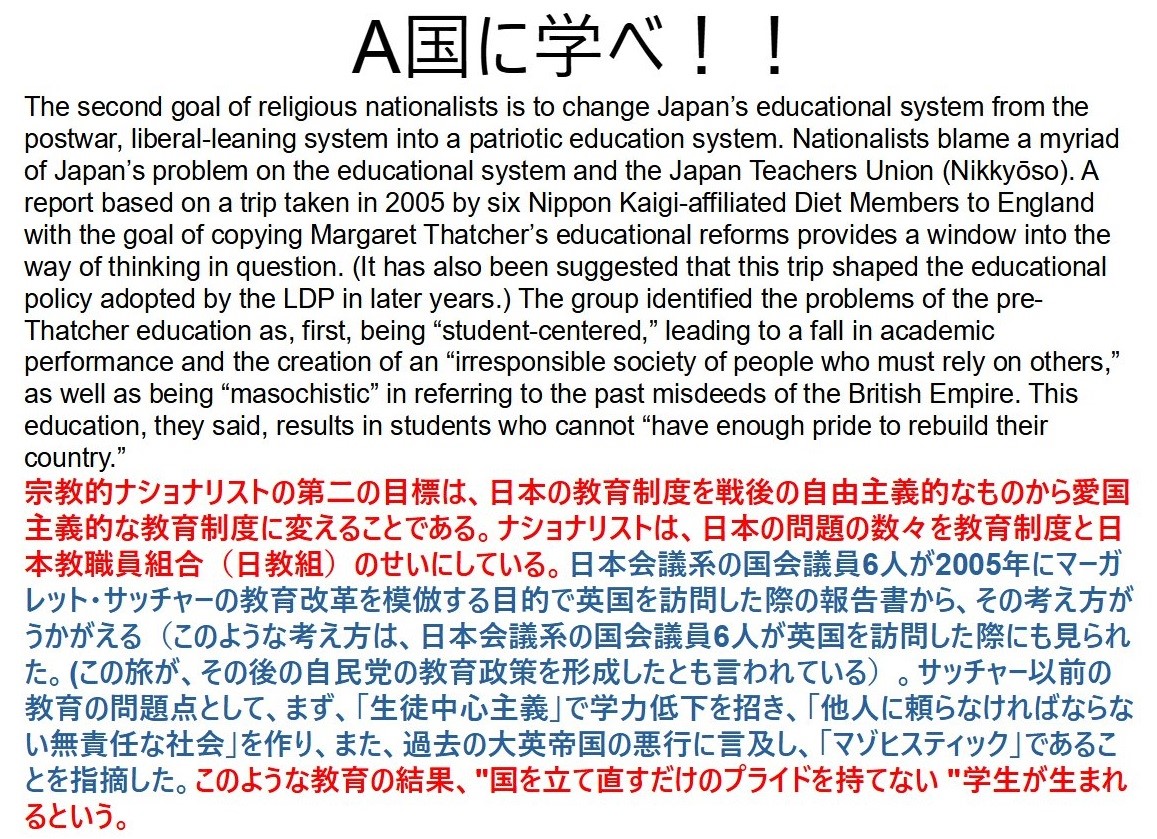 A国に学べ！！
The second goal of religious nationalists is to change Japan’s educational system from the
postwar, liberal-leaning system into a patriotic education system. Nationalists blame a myriad
of Japan’s problem on the educational system and the Japan Teachers Union (Nikkyōso). A
report based on a trip taken in 2005 by six Nippon Kaigi-affiliated Diet Members to England
with the goal of copying Margaret Thatcher’s educational reforms provides a window into the
way of thinking in question. (It has also been suggested that this trip shaped the educational
policy adopted by the LDP in later years.) The group identified the problems of the pre-
Thatcher education as, first, being “student-centered,” leading to a fall in academic
performance and the creation of an “irresponsible society of people who must rely on others,”
as well as being “masochistic” in referring to the past misdeeds of the British Empire. This
education, they said, results in students who cannot “have enough pride to rebuild their
country.”
宗教的ナショナリストの第二の目標は、日本の教育制度を戦後の自由主義的なものから愛国
主義的な教育制度に変えることである。ナショナリストは、日本の問題の数々を教育制度と日
本教職員組合（日教組）のせいにしている。日本会議系の国会議員6人が2005年にマーガ
レット・サッチャーの教育改革を模倣する目的で英国を訪問した際の報告書から、その考え方が
うかがえる（このような考え方は、日本会議系の国会議員6人が英国を訪問した際にも見られ
た。(この旅が、その後の自民党の教育政策を形成したとも言われている）。サッチャー以前の
教育の問題点として、まず、「生徒中心主義」で学力低下を招き、「他人に頼らなければならな
い無責任な社会」を作り、また、過去の大英帝国の悪行に言及し、「マゾヒスティック」であるこ
とを指摘した。このような教育の結果、"国を立て直すだけのプライドを持てない "学生が生まれ
るという。